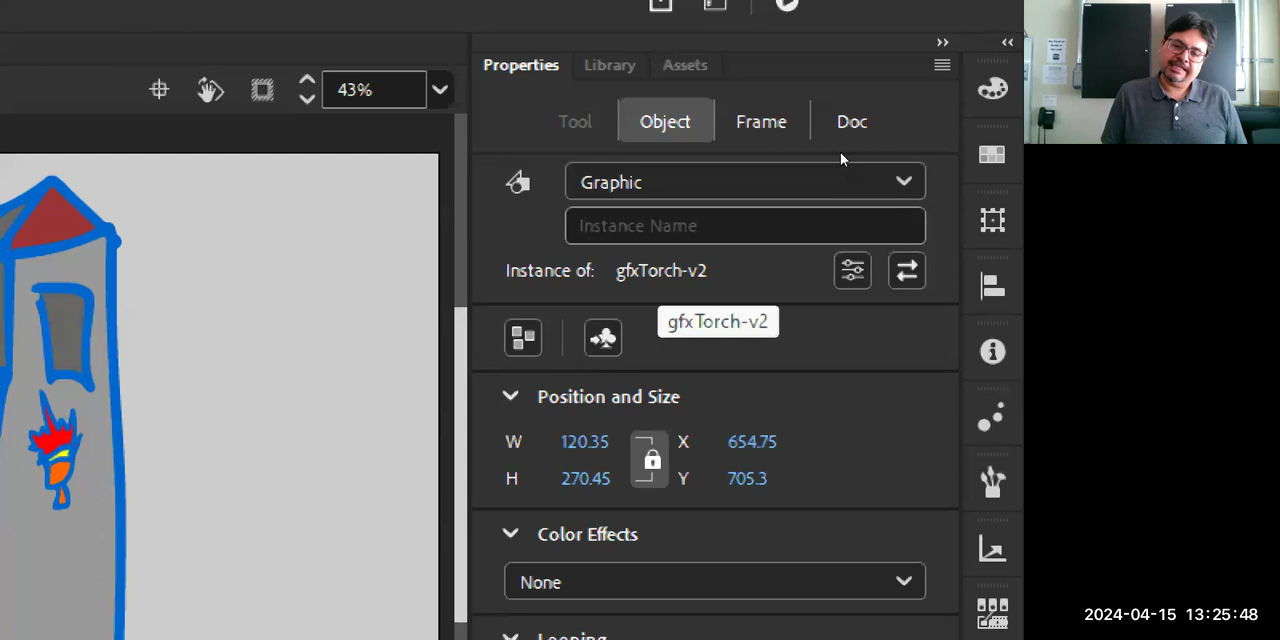 Properties Library Assets
43%
Tool Object Frame Doc
Graphic
Instance Name
Instance of: gfxTorch-v2
gfxTorch-v2
Position and Size
W 120.35 X 654.75
H 270.45 Y 705.3
Color Effects
None
Looping
2024-04-15 13:25:48